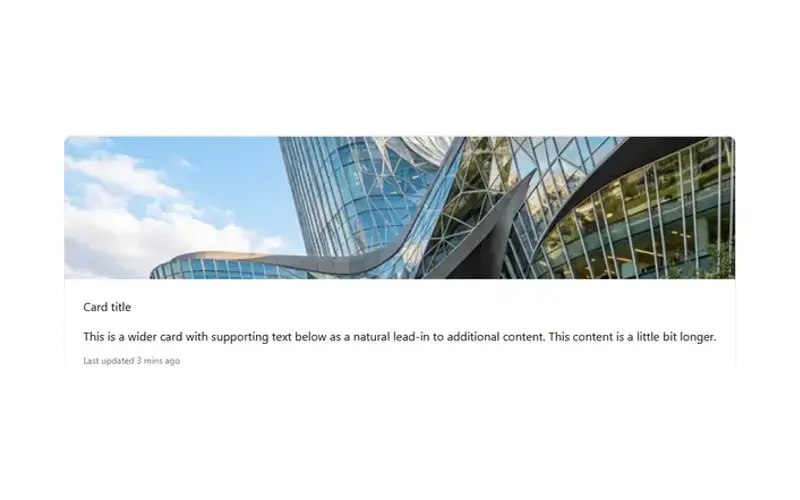 Card title
This is a wider card with supporting text below as a natural lead-in to additional content. This content is a little bit longer.
Last updated 3 mins ago